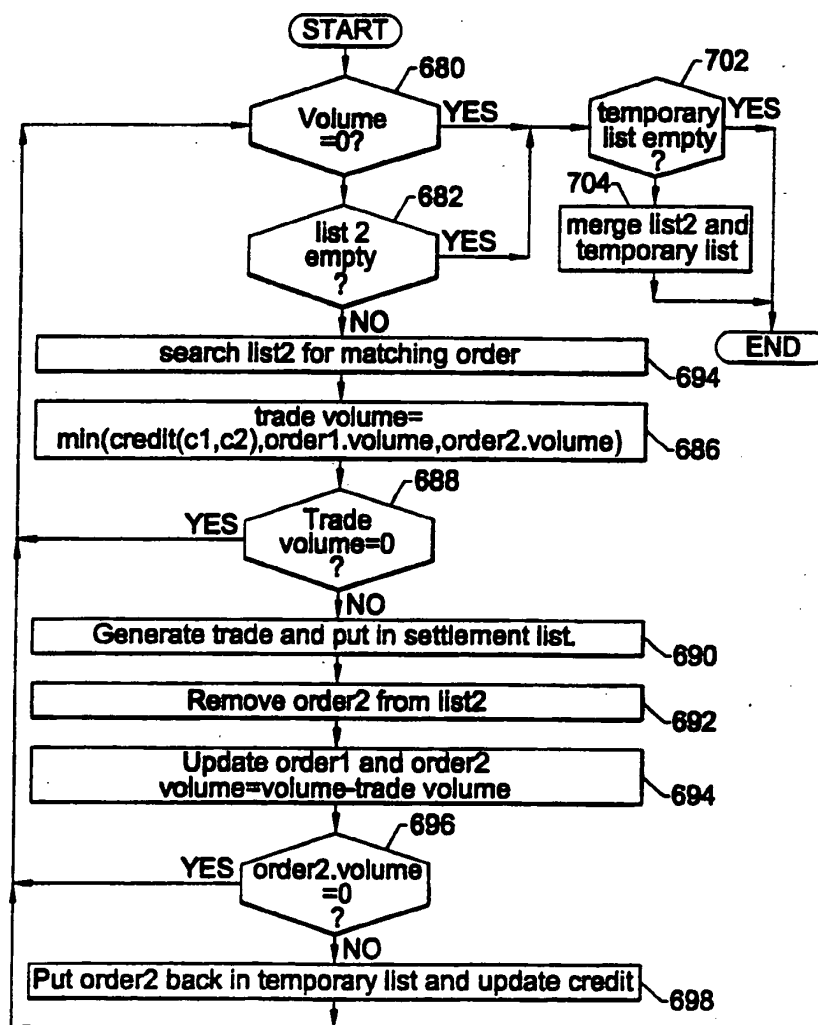 START
680
Volume
=0?
YES
702
temporary
list empty
?
YES
682
list 2
empty
?
YES
704
merge list2 and
temporary list
NO
END
search list2 for matching order
694
trade volume=
min(credit(c1,c2),order1.volume,order2.volume)
686
688
Trade
volume=0
?
YES
NO
Generate trade and put in settlement list.
690
Remove order2 from list2
692
Update order1 and order2
volume=volume-trade volume
694
696
order2.volume
=0
?
YES
NO
Put order2 back in temporary list and update credit
698